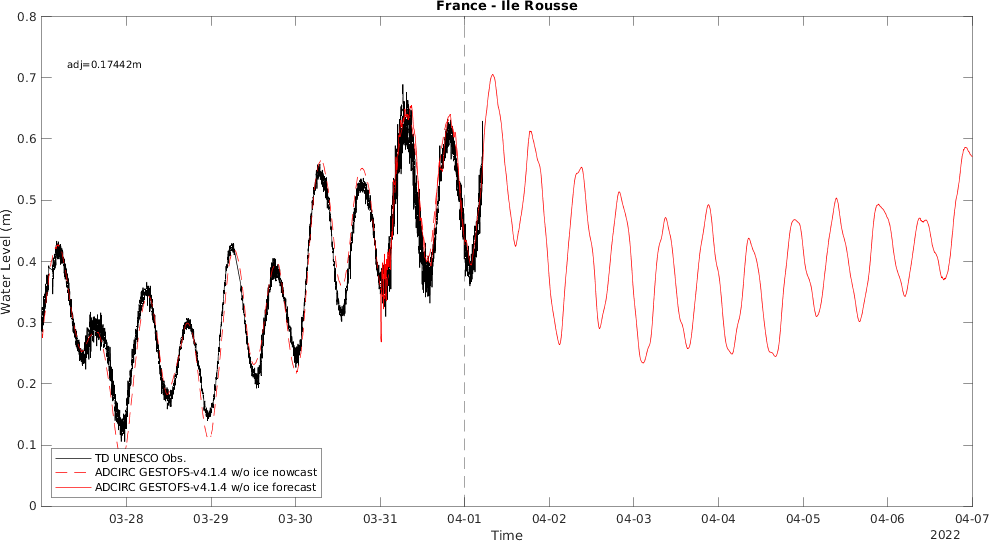 France - Ile Rousse
adj=0.17442m
Water Level (m)
0.8
0.7
0.6
0.5
0.4
0.3
0.2
0.1
0
TD UNESCO Obs.
ADCIRC GESTOFS-v4.1.4 w/o ice nowcast
ADCIRC GESTOFS-v4.1.4 w/o ice forecast
03-28 03-29 03-30 03-31 04-01 04-02 04-03 04-04 04-05 04-06 04-07
Time
2022